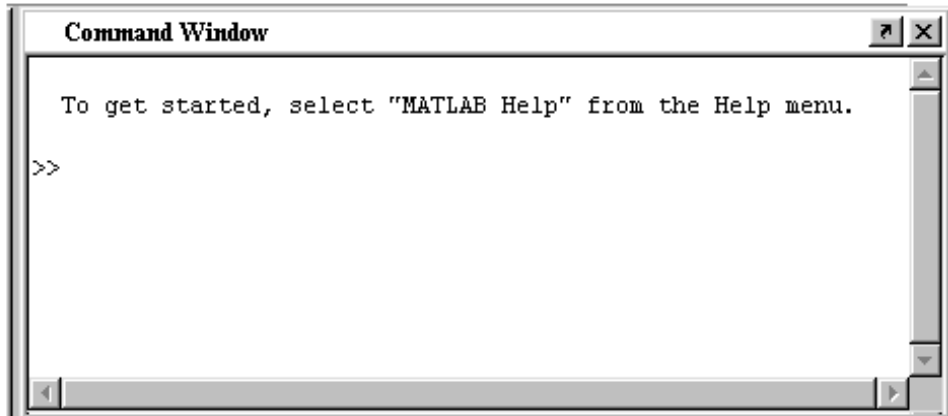 Command Window
To get started, select "MATLAB Help" from the Help menu.
>>